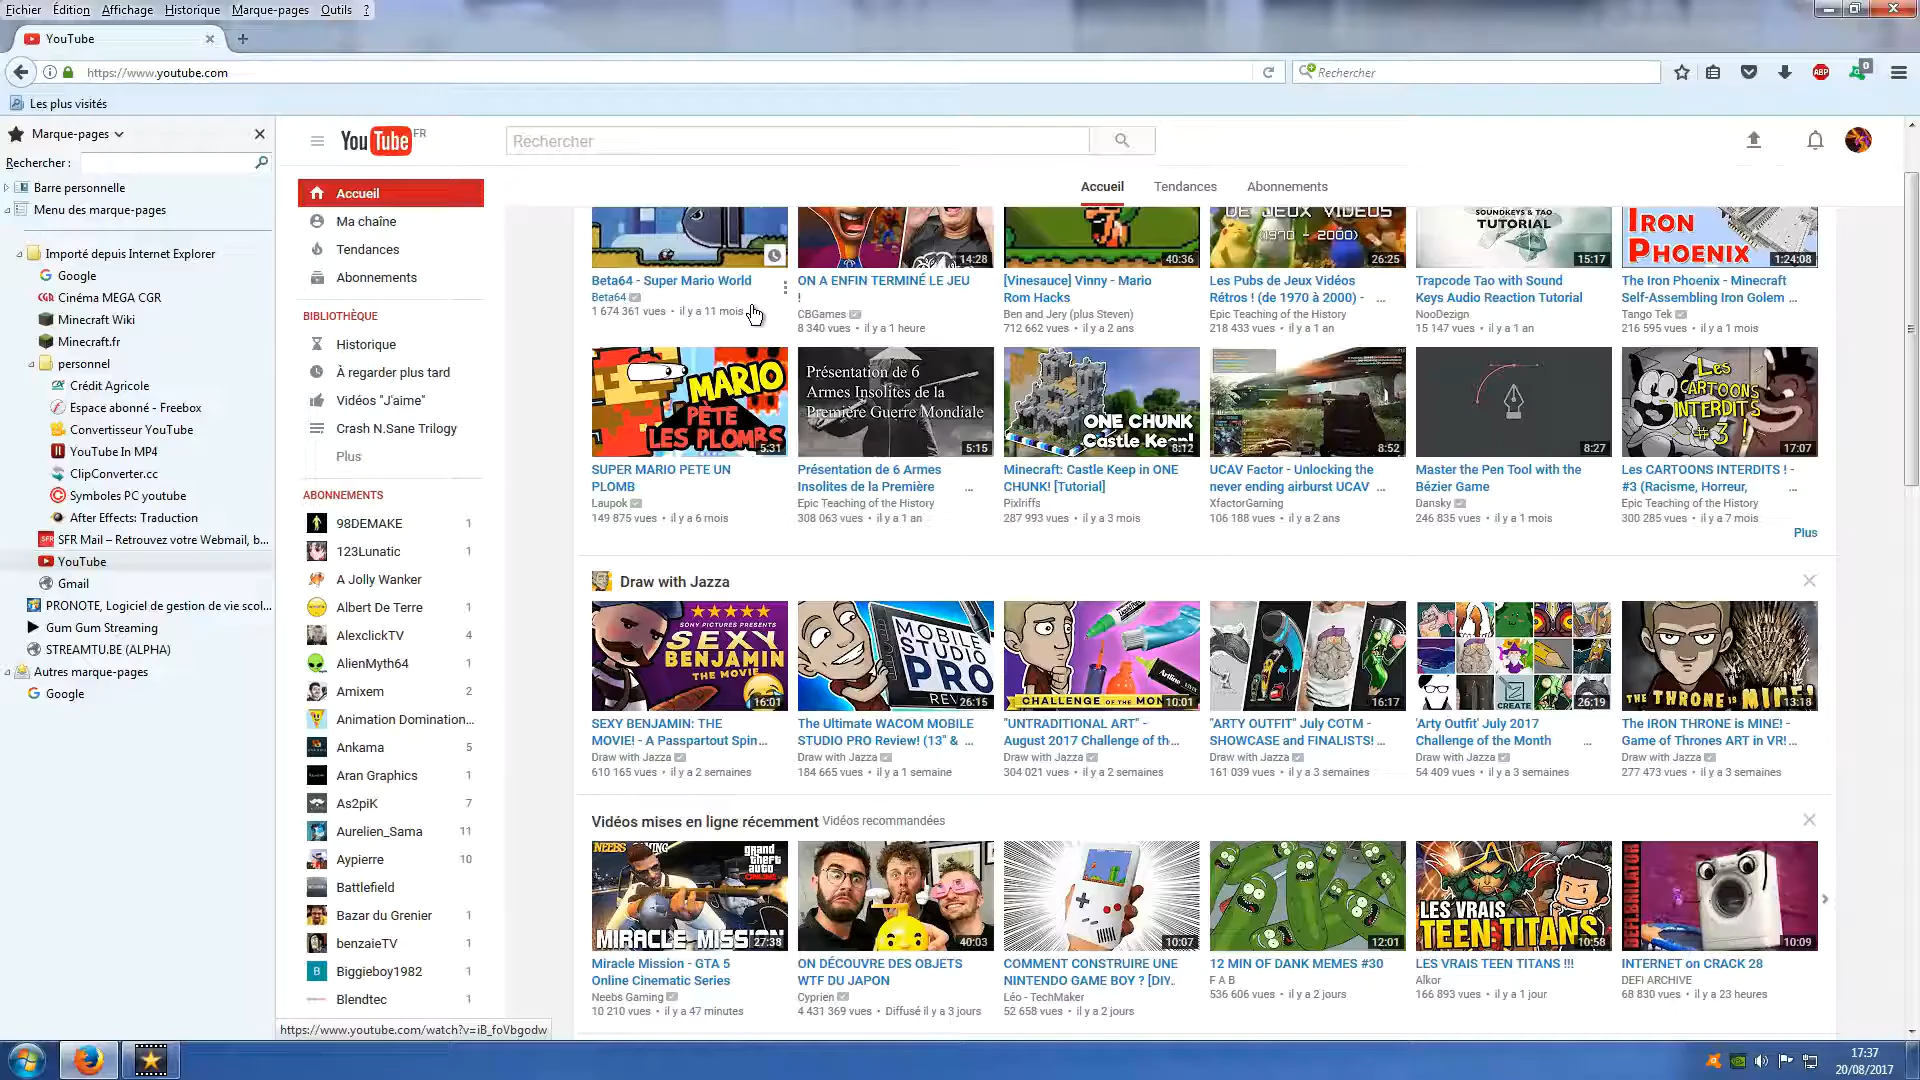 Fichier Édition Affichage Historique Marque-pages Outils ?
YouTube
https://www.youtube.com
Rechercher
ABP
0
Les plus visités
Marque-pages
Rechercher :
Barre personnelle
Menu des marque-pages
Importé depuis Internet Explorer
Google
CGR Cinéma MEGA CGR
Minecraft Wiki
Minecraft.fr
personnel
Crédit Agricole
Espace abonné - Freebox
Convertisseur YouTube
YouTube In MP4
ClipConverter.cc
Symboles PC youtube
After Effects: Traduction
SFR SFR Mail – Retrouvez votre Webmail, b...
YouTube
Gmail
PRONOTE, Logiciel de gestion de vie scol...
Gum Gum Streaming
STREAMTU.BE (ALPHA)
Autres marque-pages
Google
YouTube FR
Rechercher
Accueil
Ma chaîne
Tendances
Abonnements
BIBLIOTHÈQUE
Historique
À regarder plus tard
Vidéos "J'aime"
Crash N.Sane Trilogy
Plus
ABONNEMENTS
98DEMAKE 1
123Lunatic 1
A Jolly Wanker
Albert De Terre 1
AlexclickTV 4
AlienMyth64 1
Amixem 2
Animation Domination...
Ankama 5
Aran Graphics 1
As2piK 7
Aurelien_Sama 11
Aypierre 10
Battlefield
Bazar du Grenier 1
benzaieTV 1
B Biggieboy1982 1
Blendtec 1
Accueil Tendances Abonnements
14:28
40:36
DE JEUX VIDÉOS
(1970 - 2000)
26:25
SOUNDKEYS & TAO
TUTORIAL
15:17
IRON
PHOENIX
1:24:08
Beta64 - Super Mario World
Beta64
1 674 361 vues • il y a 11 mois
ON A ENFIN TERMINÉ LE JEU
!
CBGames
8 340 vues • il y a 1 heure
[Vinesauce] Vinny - Mario
Rom Hacks
Ben and Jery (plus Steven)
712 662 vues • il y a 2 ans
Les Pubs de Jeux Vidéos
Rétros ! (de 1970 à 2000) - ...
Epic Teaching of the History
218 433 vues • il y a 1 an
Trapcode Tao with Sound
Keys Audio Reaction Tutorial
NooDezign
15 147 vues • il y a 1 an
The Iron Phoenix - Minecraft
Self-Assembling Iron Golem ...
Tango Tek
216 595 vues • il y a 1 mois
MARIO
PÈTE
LES PLOMBS
5:31
Présentation de 6
Armes Insolites de la
Première Guerre Mondiale
5:15
ONE CHUNK
Castle Keep!
8:12
8:52
8:27
Les
CARTOONS
INTERDITS
#3 !
17:07
SUPER MARIO PETE UN
PLOMB
Laupok
149 875 vues • il y a 6 mois
Présentation de 6 Armes
Insolites de la Première ...
Epic Teaching of the History
308 063 vues • il y a 1 an
Minecraft: Castle Keep in ONE
CHUNK! [Tutorial]
Pixlriffs
287 993 vues • il y a 3 mois
UCAV Factor - Unlocking the
never ending airburst UCAV ...
XfactorGaming
106 188 vues • il y a 2 ans
Master the Pen Tool with the
Bézier Game
Dansky
246 835 vues • il y a 1 mois
Les CARTOONS INTERDITS ! -
#3 (Racisme, Horreur, ...
Epic Teaching of the History
300 285 vues • il y a 7 mois
Plus
Draw with Jazza
SONY PICTURES PRESENTS
SEXY
BENJAMIN
THE MOVIE!
16:01
MOBILE
STUDIO
PRO
REV
26:15
CHALLENGE OF THE MON
10:01
16:17
CREATE
26:19
THE THRONE IS MINE!
13:18
SEXY BENJAMIN: THE
MOVIE! - A Passpartout Spin...
Draw with Jazza
610 165 vues • il y a 2 semaines
The Ultimate WACOM MOBILE
STUDIO PRO Review! (13" & ...
Draw with Jazza
184 665 vues • il y a 1 semaine
"UNTRADITIONAL ART" -
August 2017 Challenge of th...
Draw with Jazza
304 021 vues • il y a 2 semaines
"ARTY OUTFIT" July COTM -
SHOWCASE and FINALISTS! ...
Draw with Jazza
161 039 vues • il y a 3 semaines
'Arty Outfit' July 2017
Challenge of the Month ...
Draw with Jazza
54 409 vues • il y a 3 semaines
The IRON THRONE is MINE! -
Game of Thrones ART in VR!...
Draw with Jazza
277 473 vues • il y a 3 semaines
Vidéos mises en ligne récemment Vidéos recommandées
NEEBS GAMING
grand
theft
auto
ONLINE
MIRACLE MISSION
27:38
40:03
10:07
12:01
LES VRAIS
TEEN TITANS
10:58
DEFIBRILATOR
10:09
Miracle Mission - GTA 5
Online Cinematic Series
Neebs Gaming
10 210 vues • il y a 47 minutes
ON DÉCOUVRE DES OBJETS
WTF DU JAPON
Cyprien
4 431 369 vues • Diffusé il y a 3 jours
COMMENT CONSTRUIRE UNE
NINTENDO GAME BOY ? [DIY..
Léo - TechMaker
52 658 vues • il y a 2 jours
12 MIN OF DANK MEMES #30
F A B
536 606 vues • il y a 2 jours
LES VRAIS TEEN TITANS !!!
Alkor
166 893 vues • il y a 1 jour
INTERNET on CRACK 28
DEFI ARCHIVE
68 830 vues • il y a 23 heures
https://www.youtube.com/watch?v=iB_foVbgodw
17:37
20/08/2017